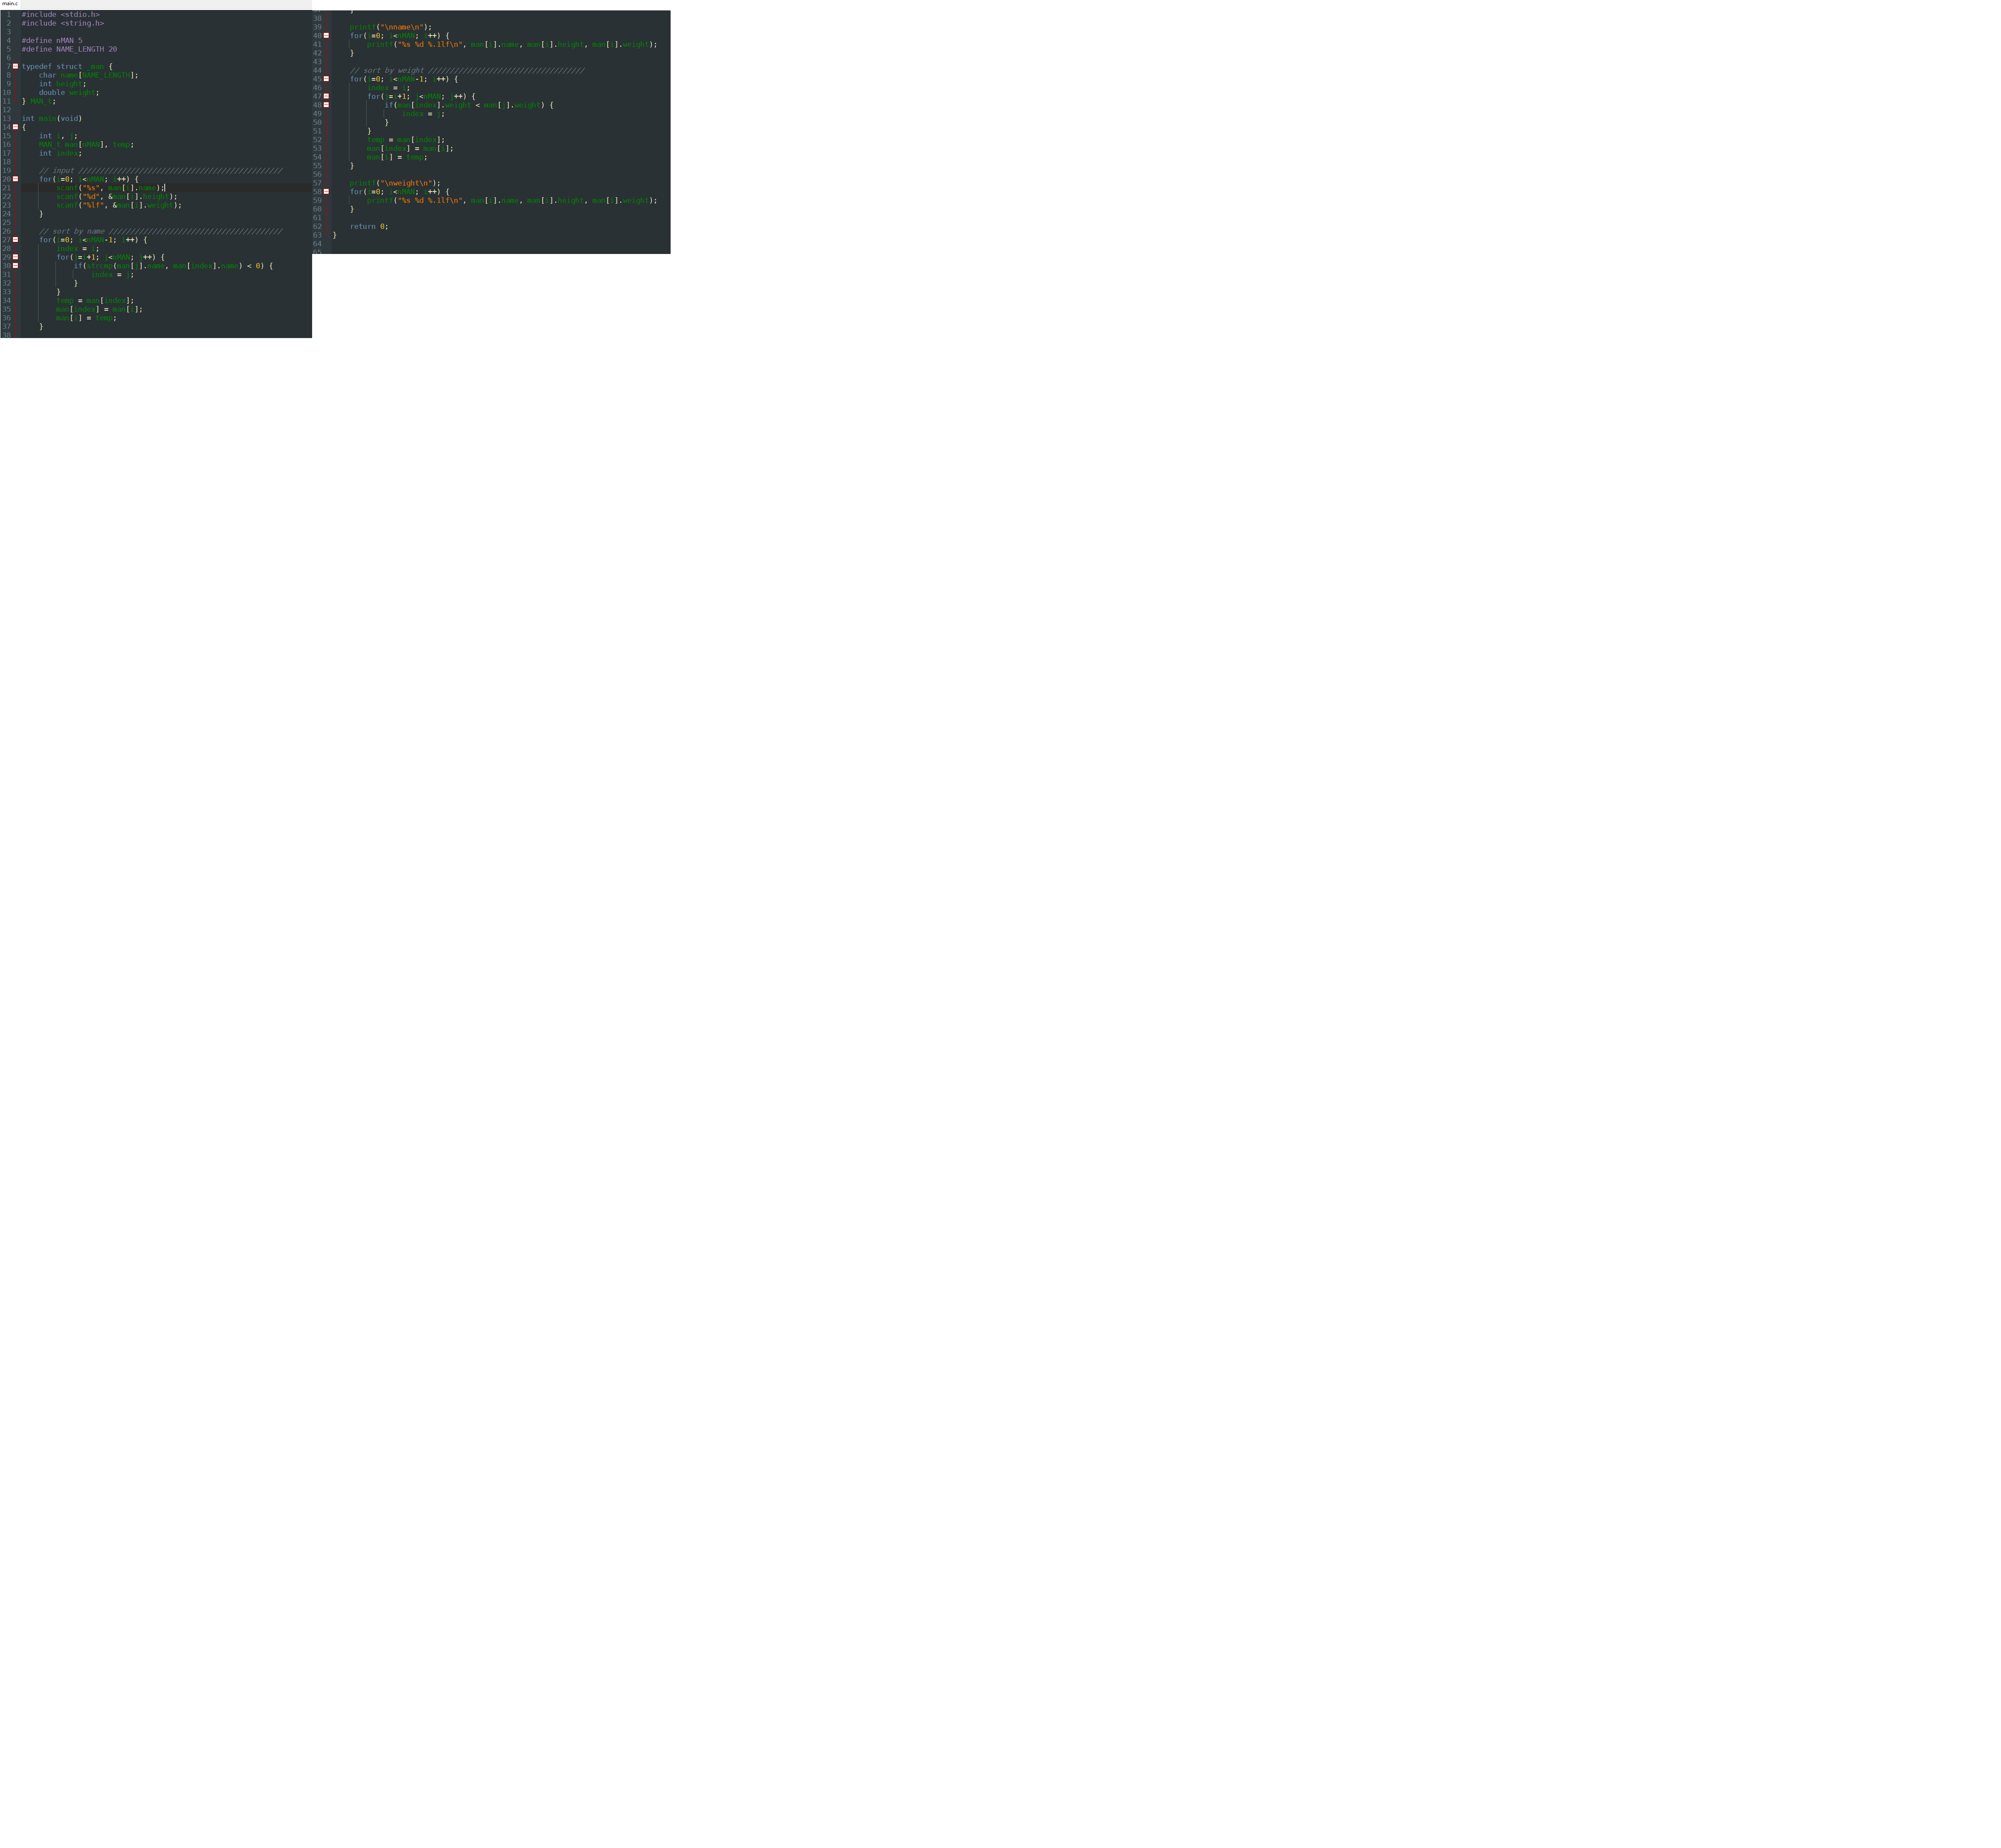 main.c
1 #include <stdio.h>
2 #include <string.h>
3
4 #define nMAN 5
5 #define NAME_LENGTH 20
6
7 typedef struct _man {
8 char name[NAME_LENGTH];
9 int height;
10 double weight;
11 } MAN_t;
12
13 int main(void)
14 {
15 int i, j;
16 MAN_t man[nMAN], temp;
17 int index;
18
19 // input ///////////////////////////////////////////////
20 for(i=0; i<nMAN; i++) {
21 scanf("%s", man[i].name);
22 scanf("%d", &man[i].height);
23 scanf("%lf", &man[i].weight);
24 }
25
26 // sort by name ////////////////////////////////////////
27 for(i=0; i<nMAN-1; i++) {
28 index = i;
29 for(j=i+1; j<nMAN; j++) {
30 if(strcmp(man[j].name, man[index].name) < 0) {
31 index = j;
32 }
33 }
34 temp = man[index];
35 man[index] = man[i];
36 man[i] = temp;
37 }
38
38
39 printf("\nname\n");
40 for(i=0; i<nMAN; i++) {
41 printf("%s %d %.1lf\n", man[i].name, man[i].height, man[i].weight);
42 }
43
44 // sort by weight ////////////////////////////////////
45 for(i=0; i<nMAN-1; i++) {
46 index = i;
47 for(j=i+1; j<nMAN; j++) {
48 if(man[index].weight < man[j].weight) {
49 index = j;
50 }
51 }
52 temp = man[index];
53 man[index] = man[i];
54 man[i] = temp;
55 }
56
57 printf("\nweight\n");
58 for(i=0; i<nMAN; i++) {
59 printf("%s %d %.1lf\n", man[i].name, man[i].height, man[i].weight);
60 }
61
62 return 0;
63 }
64
65